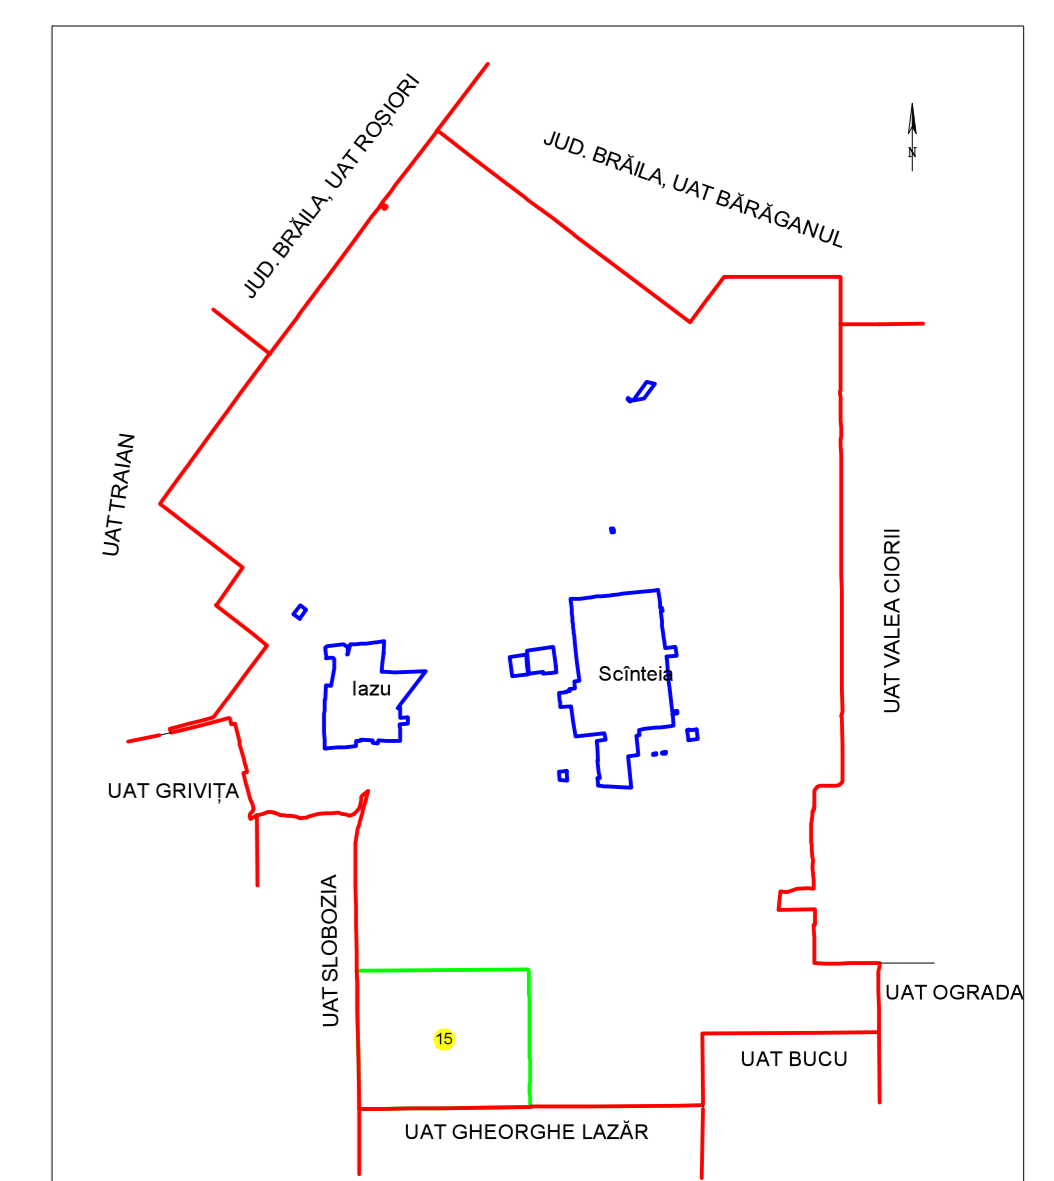 JUD. BRĂILA, UAT ROȘIORI
JUD. BRĂILA, UAT BĂRĂGANUL
N
UAT TRAIAN
UAT VALEA CIORII
Iazu
Scînteia
UAT GRIVIȚA
UAT SLOBOZIA
UAT OGRADA
15
UAT BUCU
UAT GHEORGHE LAZĂR